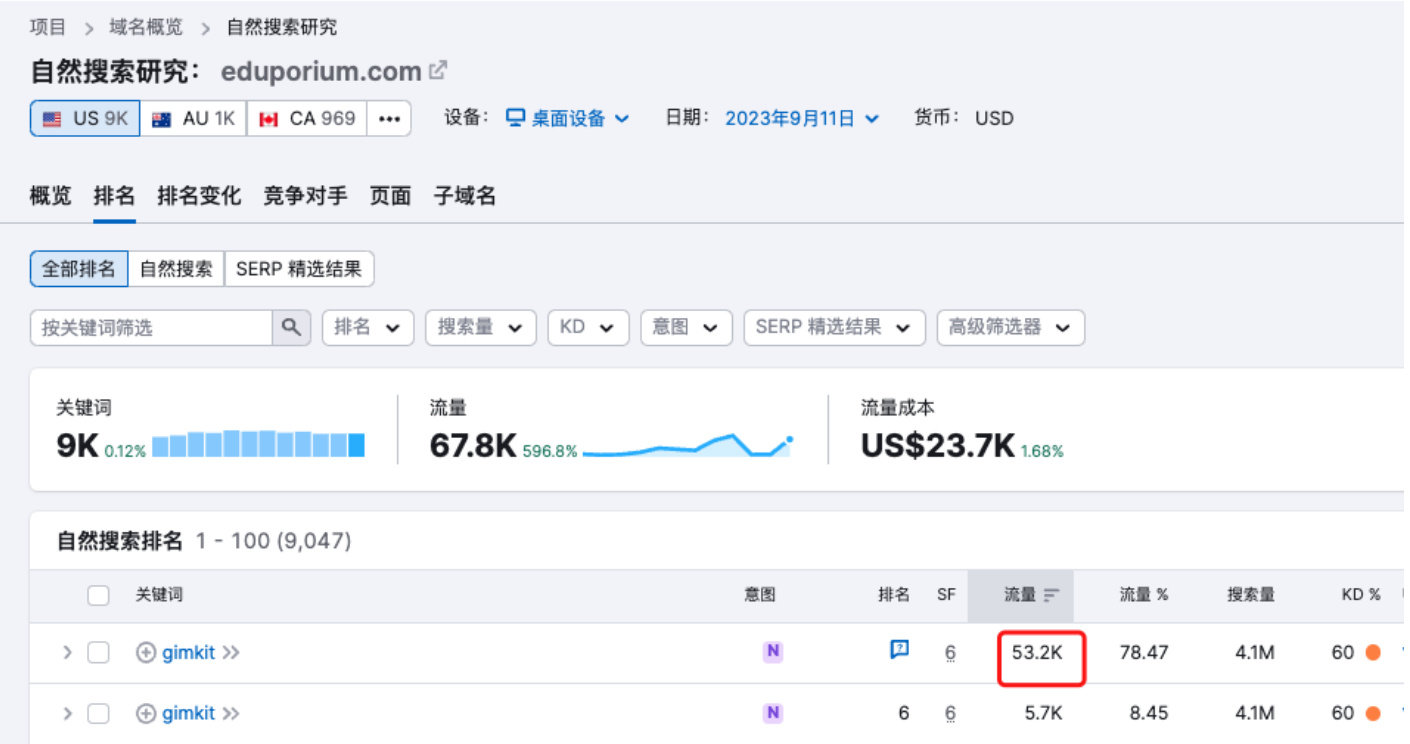 项目 > 域名概览 > 自然搜索研究
自然搜索研究： eduporium.com
US 9K AU 1K CA 969 ••• 设备： 桌面设备 日期： 2023年9月11日 货币： USD
概览 排名 排名变化 竞争对手 页面 子域名
全部排名 自然搜索 SERP 精选结果
按关键词筛选 排名 搜索量 KD 意图 SERP 精选结果 高级筛选器
关键词 流量 流量成本
9K 0.12% 67.8K 596.8% US$23.7K 1.68%
自然搜索排名 1 - 100 (9,047)
关键词 意图 排名 SF 流量 流量 % 搜索量 KD %
gimkit >> N 6 53.2K 78.47 4.1M 60
gimkit >> N 6 6 5.7K 8.45 4.1M 60